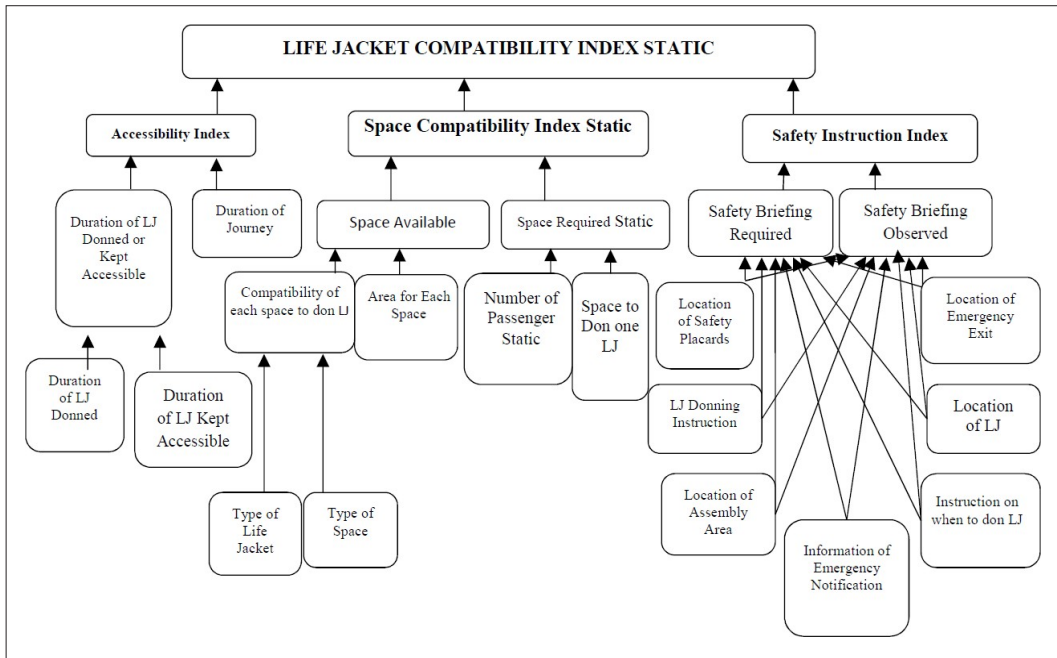 LIFE JACKET COMPATIBILITY INDEX STATIC
Accessibility Index
Space Compatibility Index Static
Safety Instruction Index
Duration of LJ
Donned or
Kept
Accessible
Duration of
Journey
Space Available
Space Required Static
Safety Briefing
Required
Safety Briefing
Observed
Compatibility of
each space to don LJ
Area for Each
Space
Number of
Passenger
Static
Space to
Don one
LJ
Location
of Safety
Placards
Location of
Emergency
Exit
Duration
of LJ
Donned
Duration
of LJ Kept
Accessible
LJ Donning
Instruction
Location
of LJ
Type of
Life
Jacket
Type of
Space
Location of
Assembly
Area
Information of
Emergency
Notification
Instruction on
when to don LJ